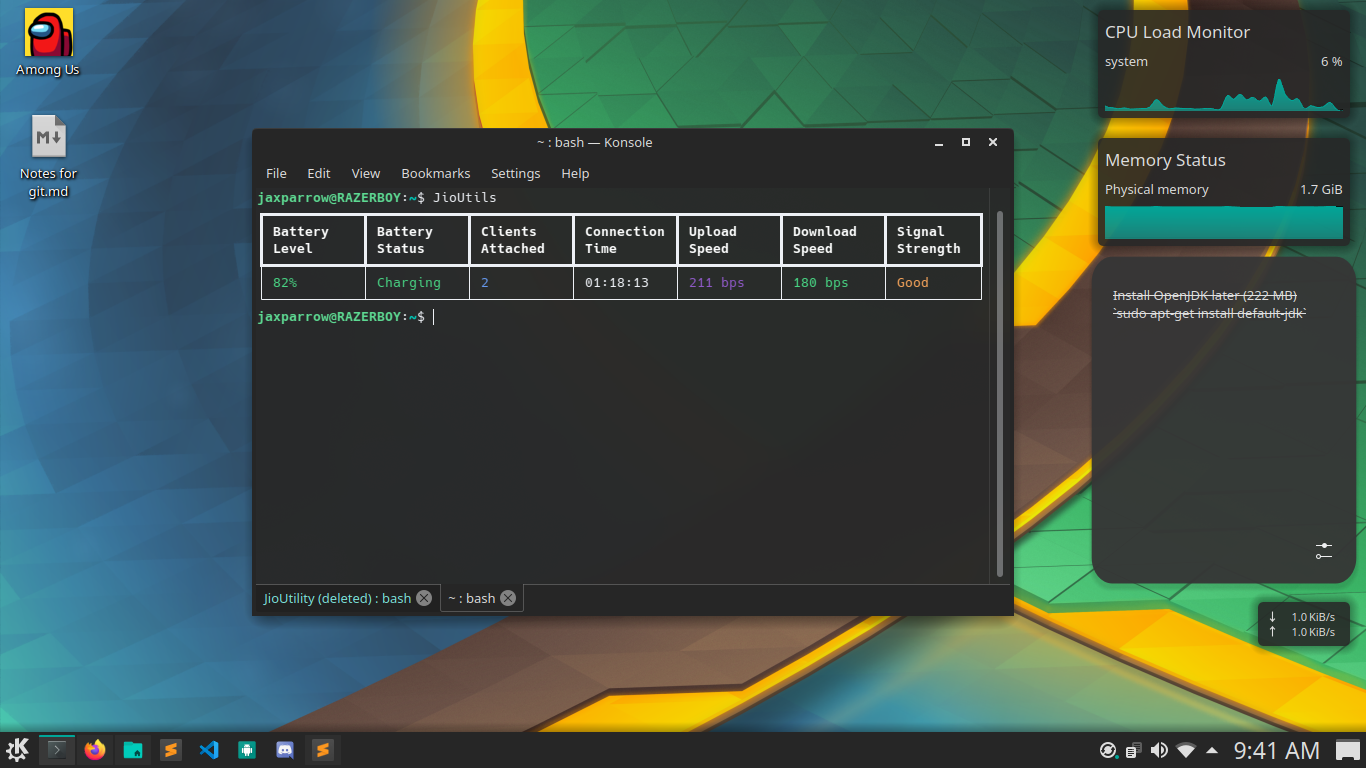 Among Us
M↓
Notes for
git.md
~ : bash — Konsole
File Edit View Bookmarks Settings Help
jaxparrow@RAZERBOY:~$ JioUtils
Battery Level Battery Status Clients Attached Connection Time Upload Speed Download Speed Signal Strength
82% Charging 2 01:18:13 211 bps 180 bps Good
jaxparrow@RAZERBOY:~$
JioUtility (deleted) : bash ~ : bash
CPU Load Monitor
system 6 %
Memory Status
Physical memory 1.7 GiB
Install OpenJDK later (222 MB)
`sudo apt-get install default-jdk`
↓ 1.0 KiB/s
↑ 1.0 KiB/s
9:41 AM